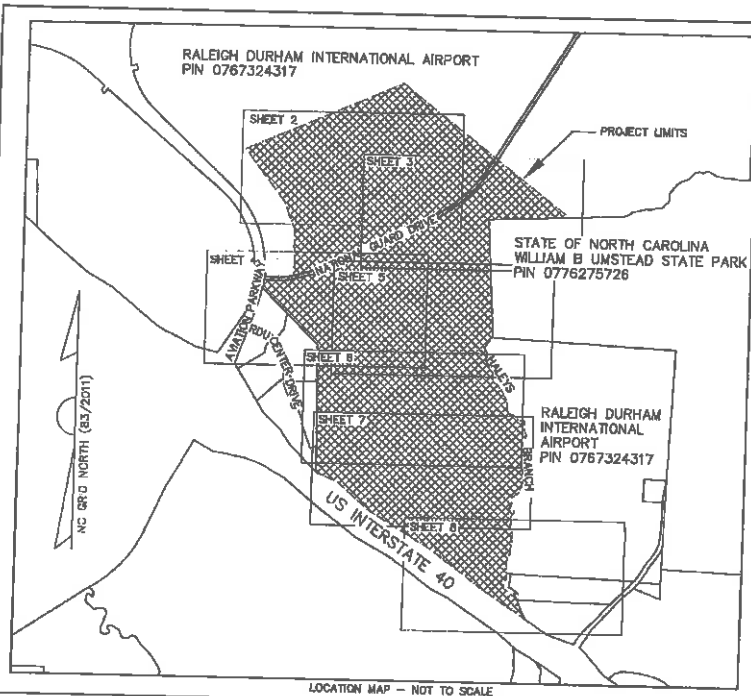 RALEIGH DURHAM INTERNATIONAL AIRPORT
PIN 0767324317
SHEET 2
PROJECT LIMITS
SHEET 3
GUARD DRIVE
NATION
STATE OF NORTH CAROLINA
WILLIAM B UMSTEAD STATE PARK
PIN 0776275726
SHEET 4
SHEET 5
AVIATION PARKWAY
RDU CENTER DRIVE
SHEET 6
HALEYS
BRANCH
SHEET 7
RALEIGH DURHAM
INTERNATIONAL
AIRPORT
PIN 0767324317
NC GRID NORTH (83/2011)
US INTERSTATE 40
SHEET 8
LOCATION MAP - NOT TO SCALE